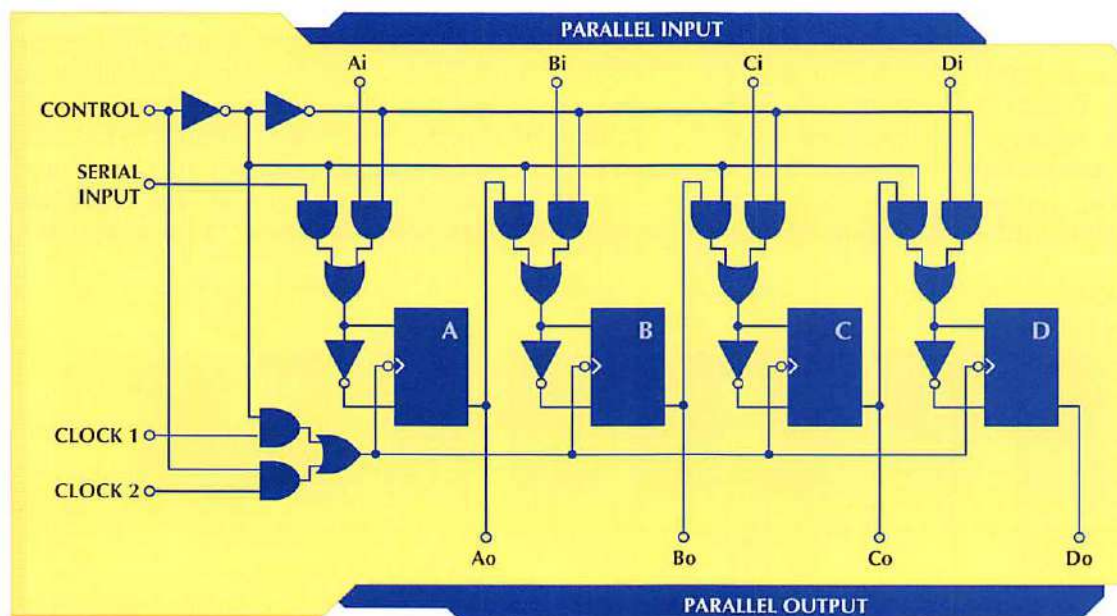 PARALLEL INPUT
Ai Bi Ci Di
CONTROL
SERIAL
INPUT
A B C D
CLOCK 1
CLOCK 2
Ao Bo Co Do
PARALLEL OUTPUT